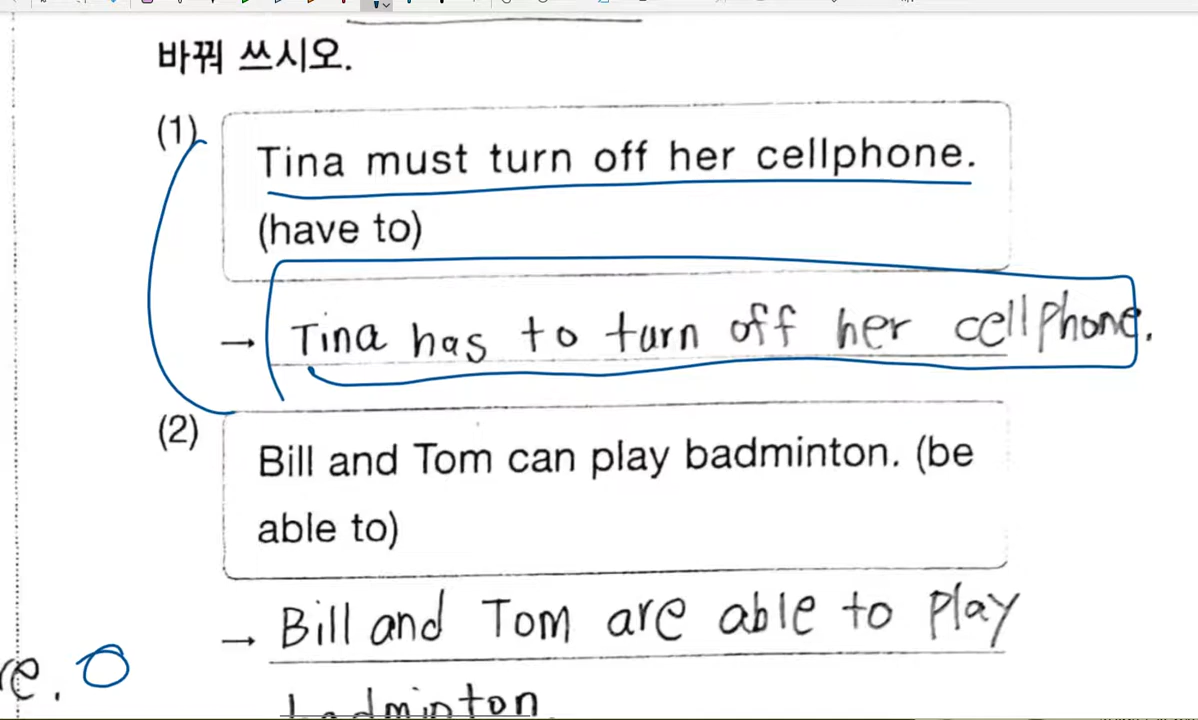 바꿔 쓰시오.
(1)
Tina must turn off her cellphone.
(have to)
→ Tina has to turn off her cellphone.
(2)
Bill and Tom can play badminton. (be
able to)
→ Bill and Tom are able to play
badminton.